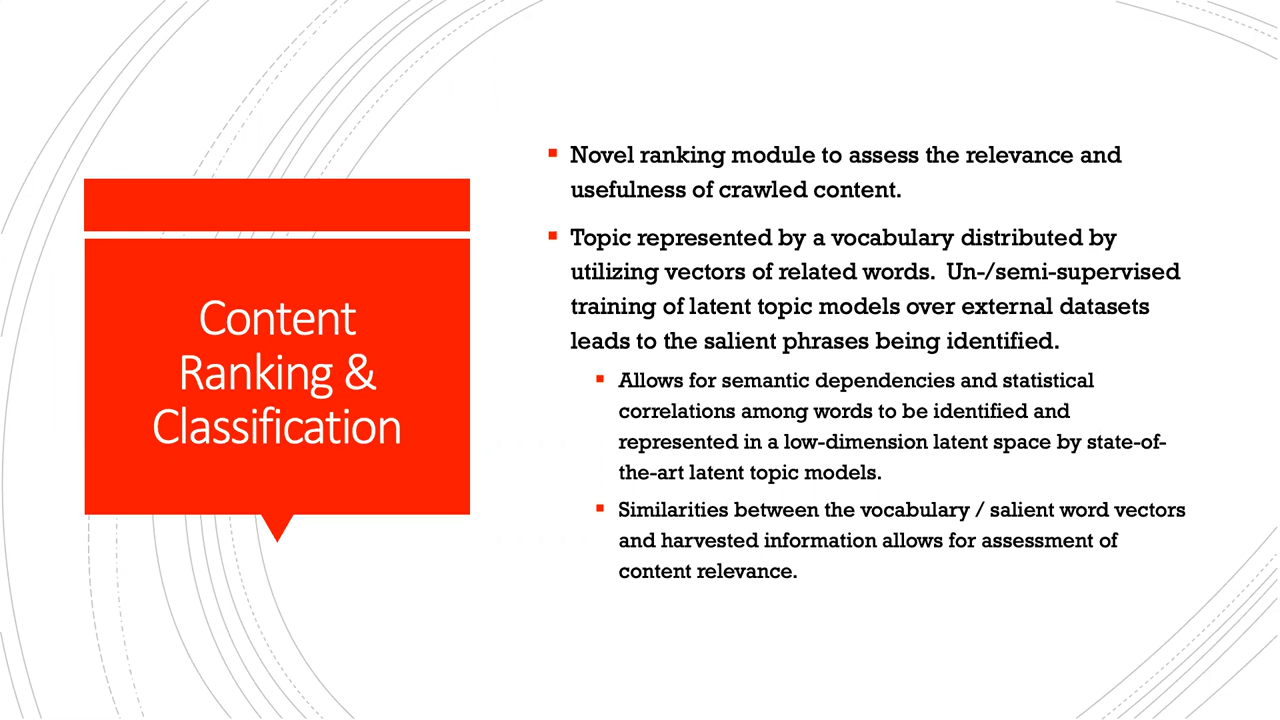 Content
Ranking &
Classification
Novel ranking module to assess the relevance and
usefulness of crawled content.
Topic represented by a vocabulary distributed by
utilizing vectors of related words.  Un-/semi-supervised
training of latent topic models over external datasets
leads to the salient phrases being identified.
Allows for semantic dependencies and statistical
correlations among words to be identified and
represented in a low-dimension latent space by state-of-
the-art latent topic models.
Similarities between the vocabulary / salient word vectors
and harvested information allows for assessment of
content relevance.